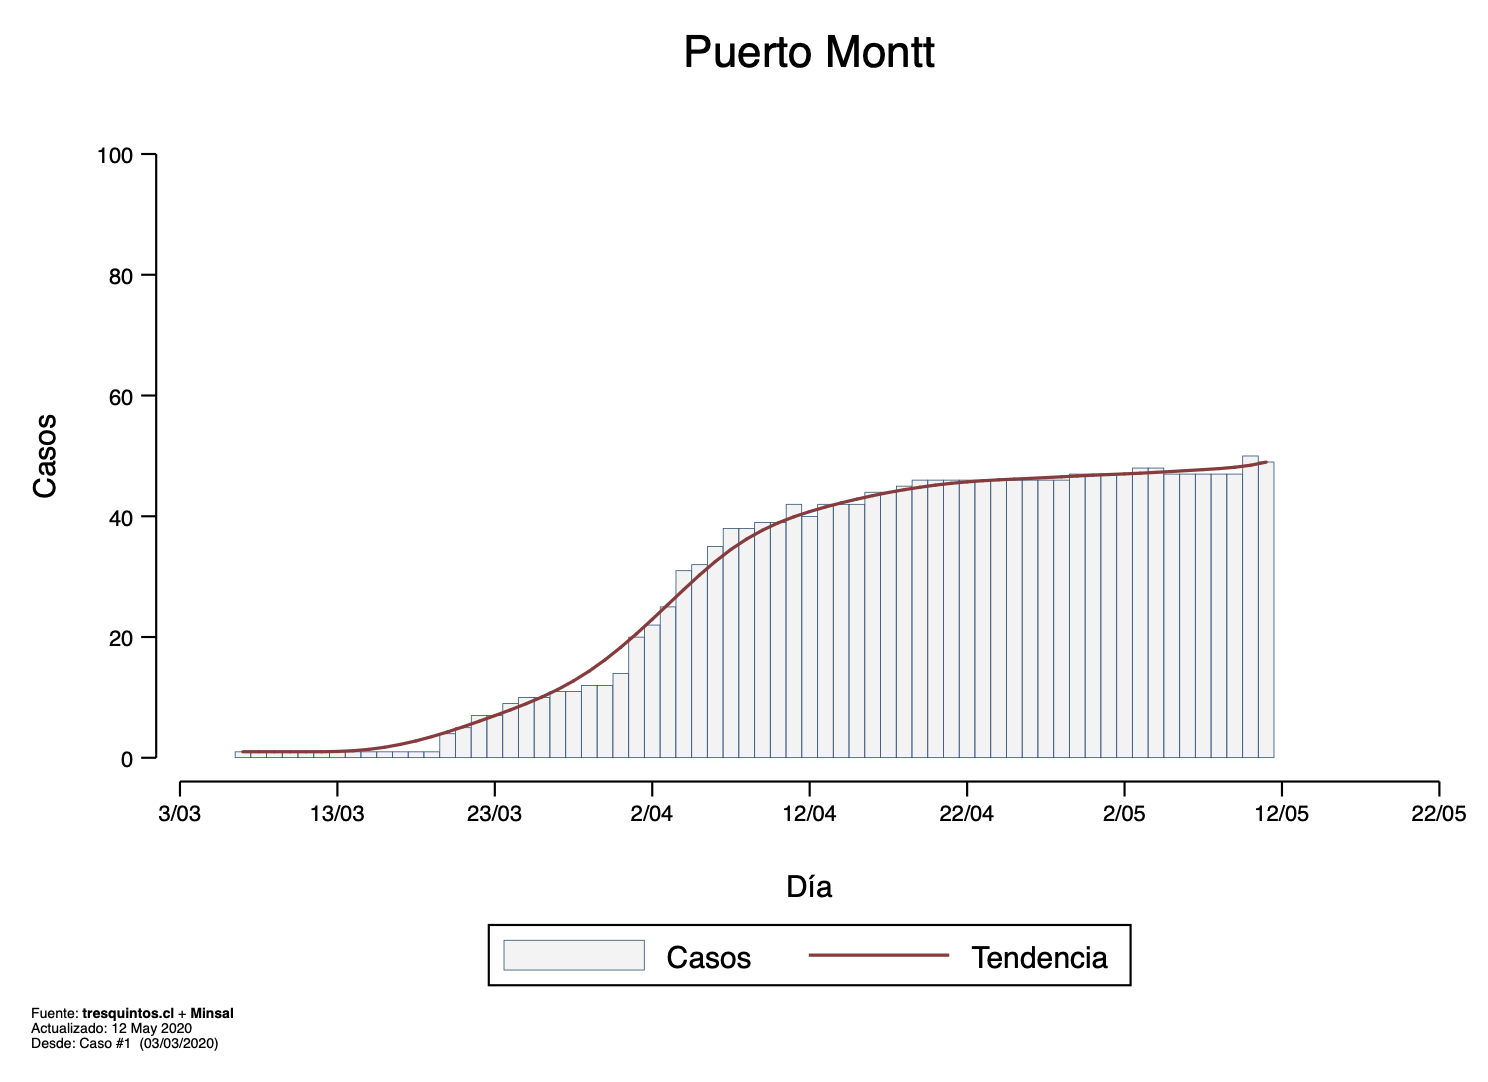 Puerto Montt
100
80
60
40
20
0
Casos
3/03 13/03 23/03 2/04 12/04 22/04 2/05 12/05 22/05
Día
Casos Tendencia
Fuente: tresquintos.cl + Minsal
Actualizado: 12 May 2020
Desde: Caso #1 (03/03/2020)